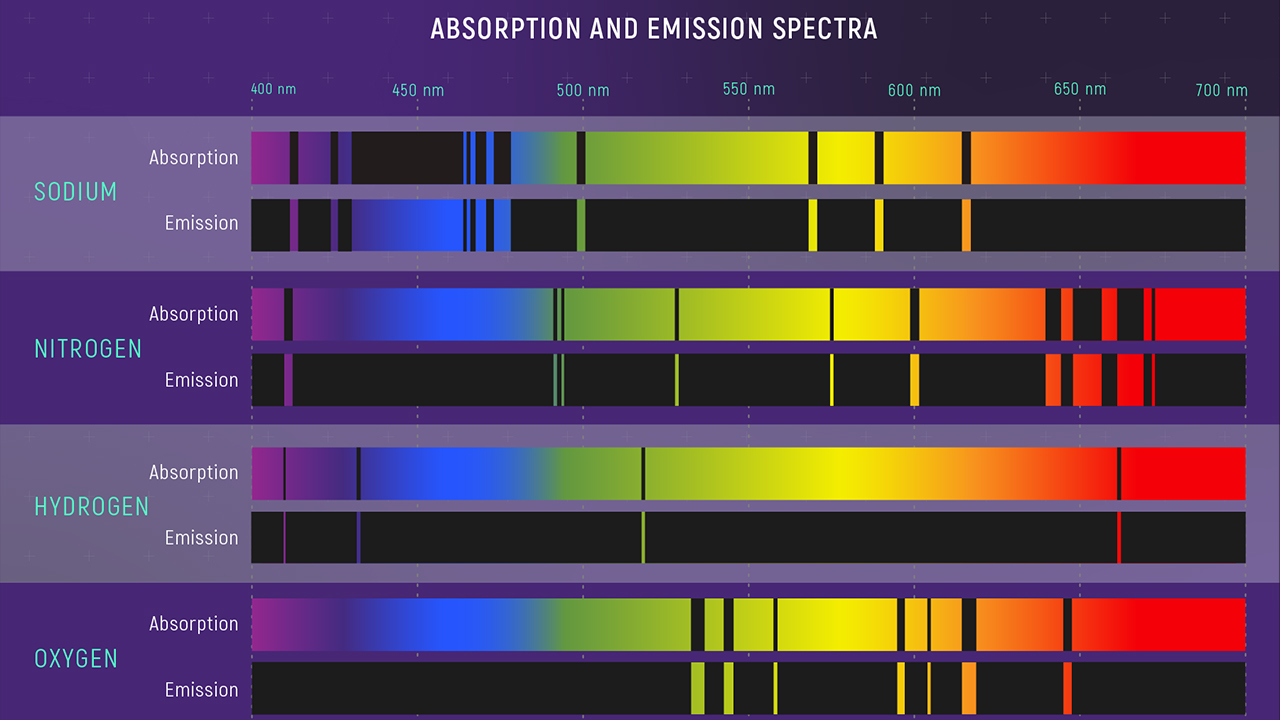 ABSORPTION AND EMISSION SPECTRA
400 nm 450 nm 500 nm 550 nm 600 nm 650 nm 700 nm
SODIUM
Absorption
Emission
NITROGEN
Absorption
Emission
HYDROGEN
Absorption
Emission
OXYGEN
Absorption
Emission